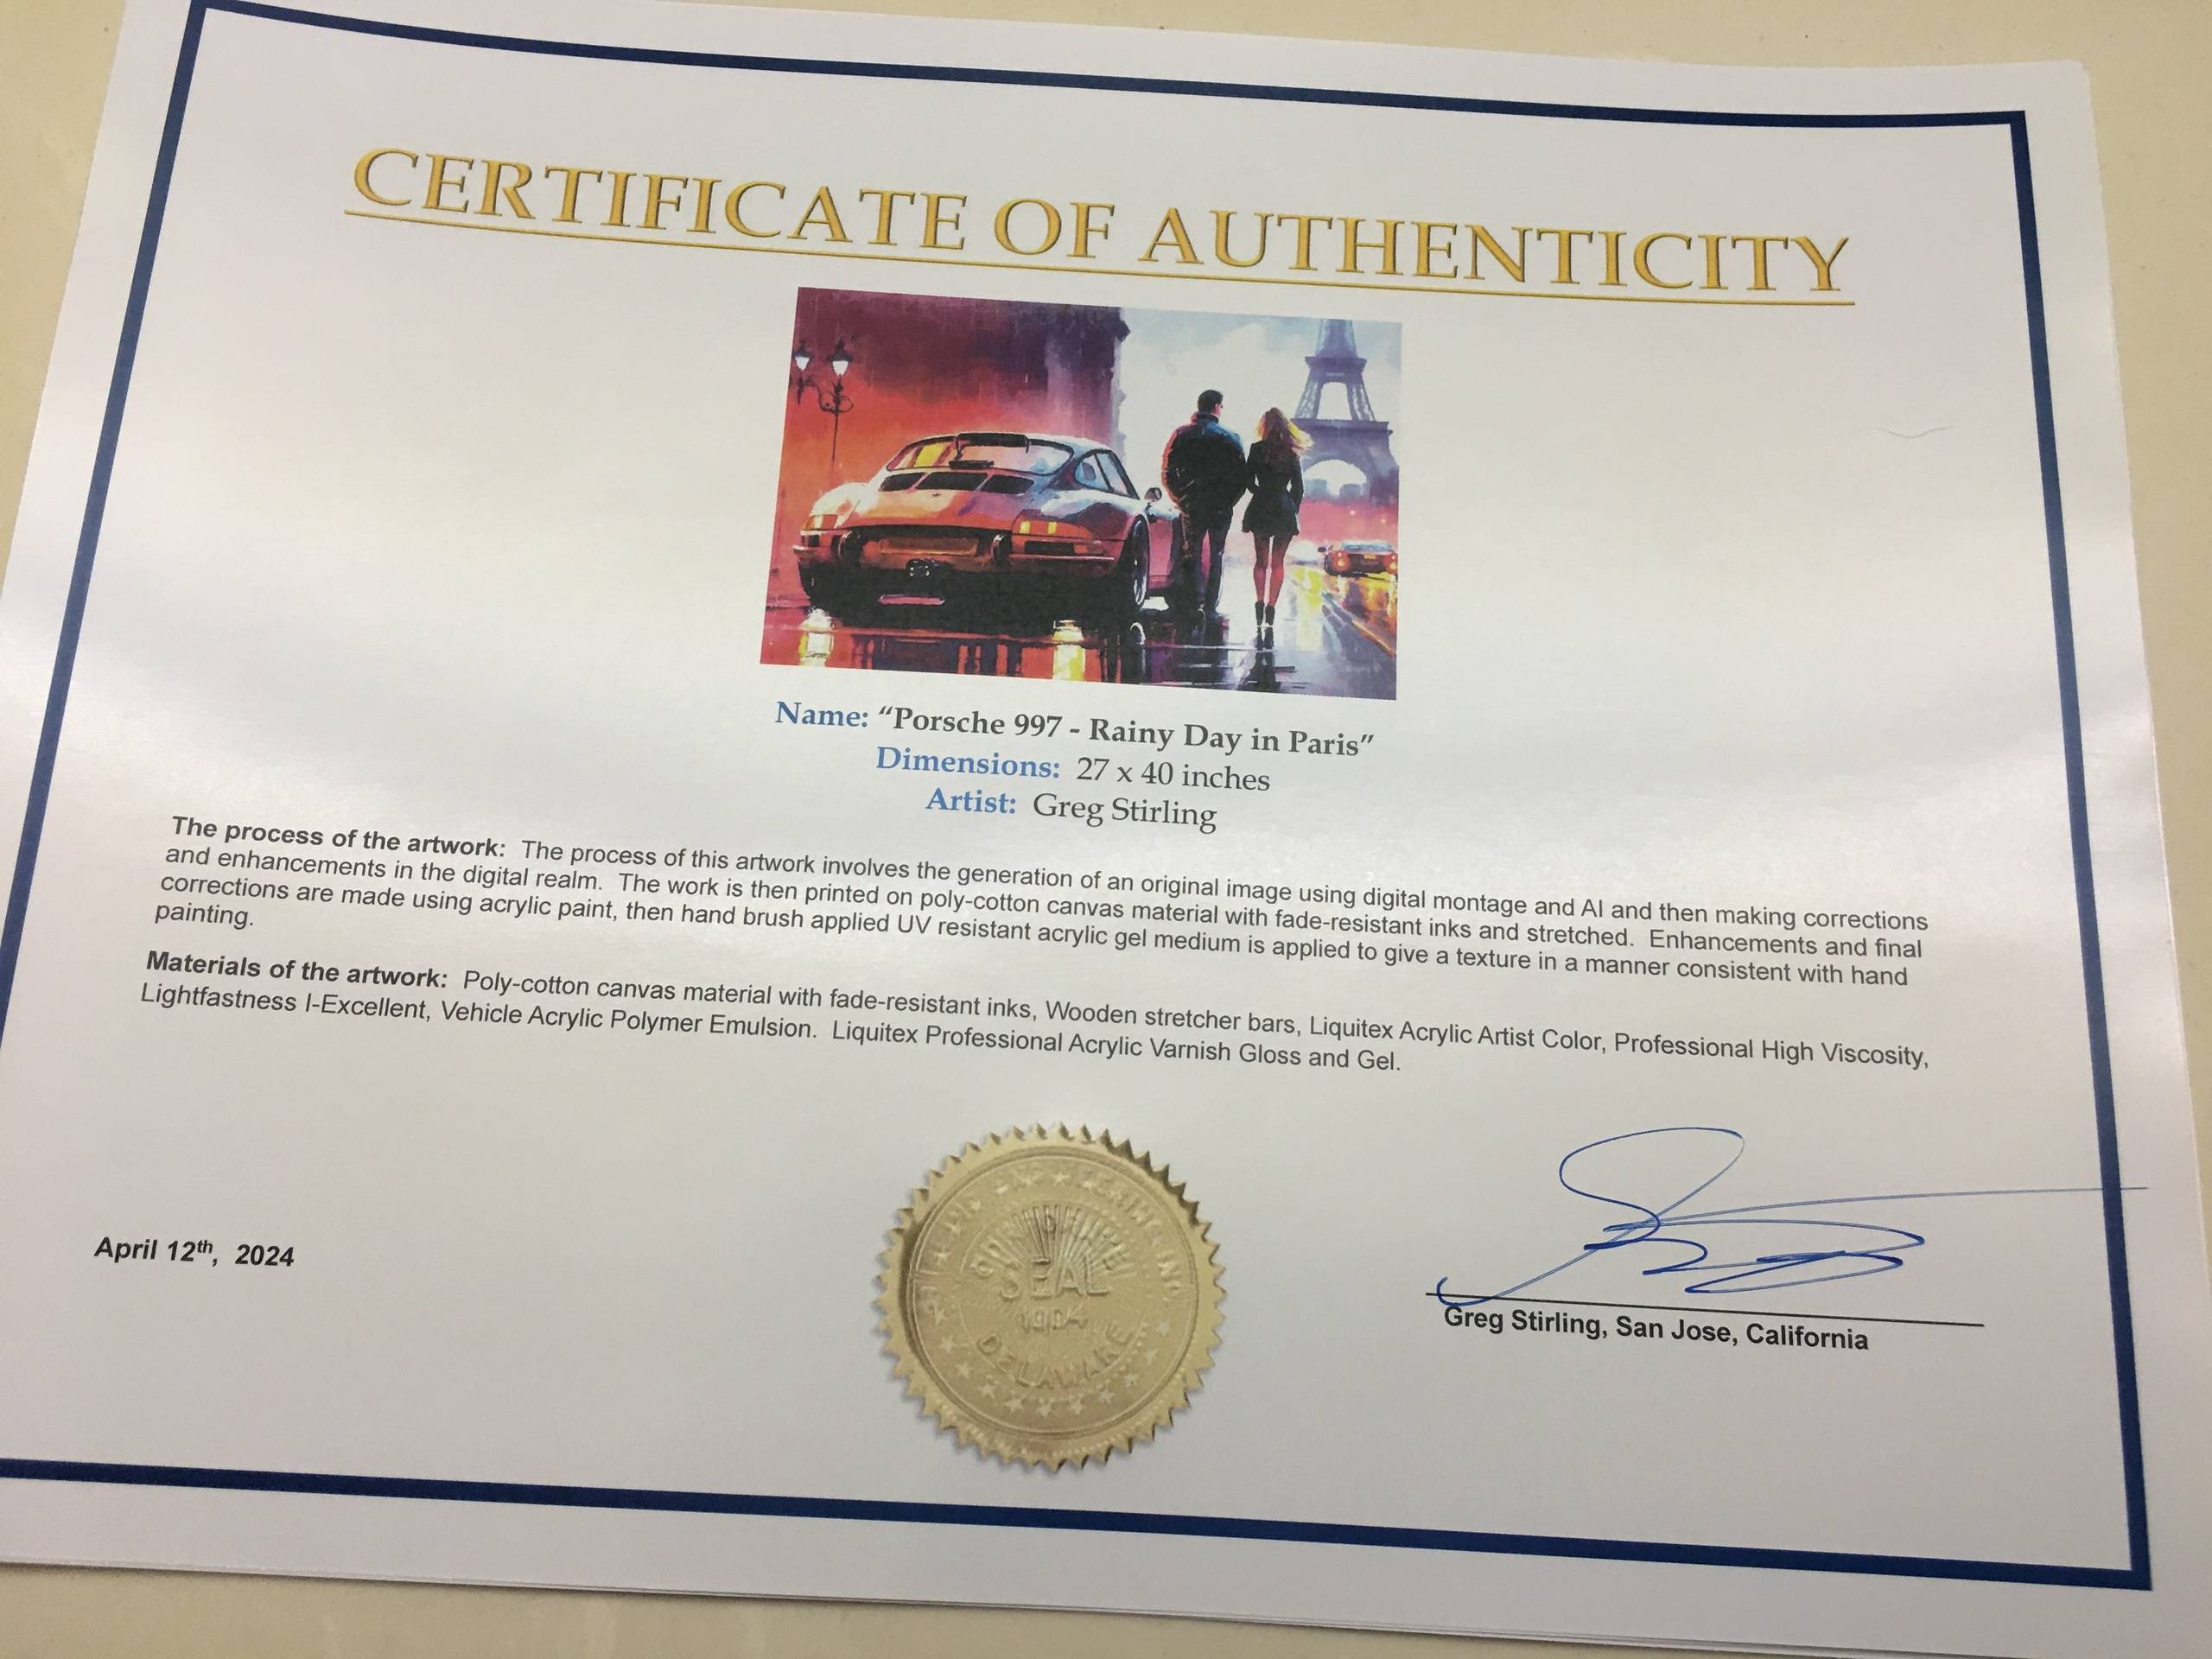 CERTIFICATE OF AUTHENTICITY
Name: “Porsche 997 - Rainy Day in Paris”
Dimensions: 27 x 40 inches
Artist: Greg Stirling
The process of the artwork: The process of this artwork involves the generation of an original image using digital montage and AI and then making corrections
and enhancements in the digital realm. The work is then printed on poly-cotton canvas material with fade-resistant inks and stretched. Enhancements and final
corrections are made using acrylic paint, then hand brush applied UV resistant acrylic gel medium is applied to give a texture in a manner consistent with hand
painting.
Materials of the artwork: Poly-cotton canvas material with fade-resistant inks, Wooden stretcher bars, Liquitex Acrylic Artist Color, Professional High Viscosity,
Lightfastness I-Excellent, Vehicle Acrylic Polymer Emulsion. Liquitex Professional Acrylic Varnish Gloss and Gel.
SEAL
DELAWARE
April 12th, 2024
Greg Stirling, San Jose, California